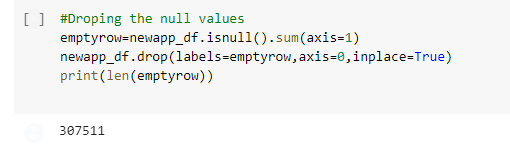 [ ] #Droping the null values
emptyrow=newapp_df.isnull().sum(axis=1)
newapp_df.drop(labels=emptyrow,axis=0,inplace=True)
print(len(emptyrow))
307511